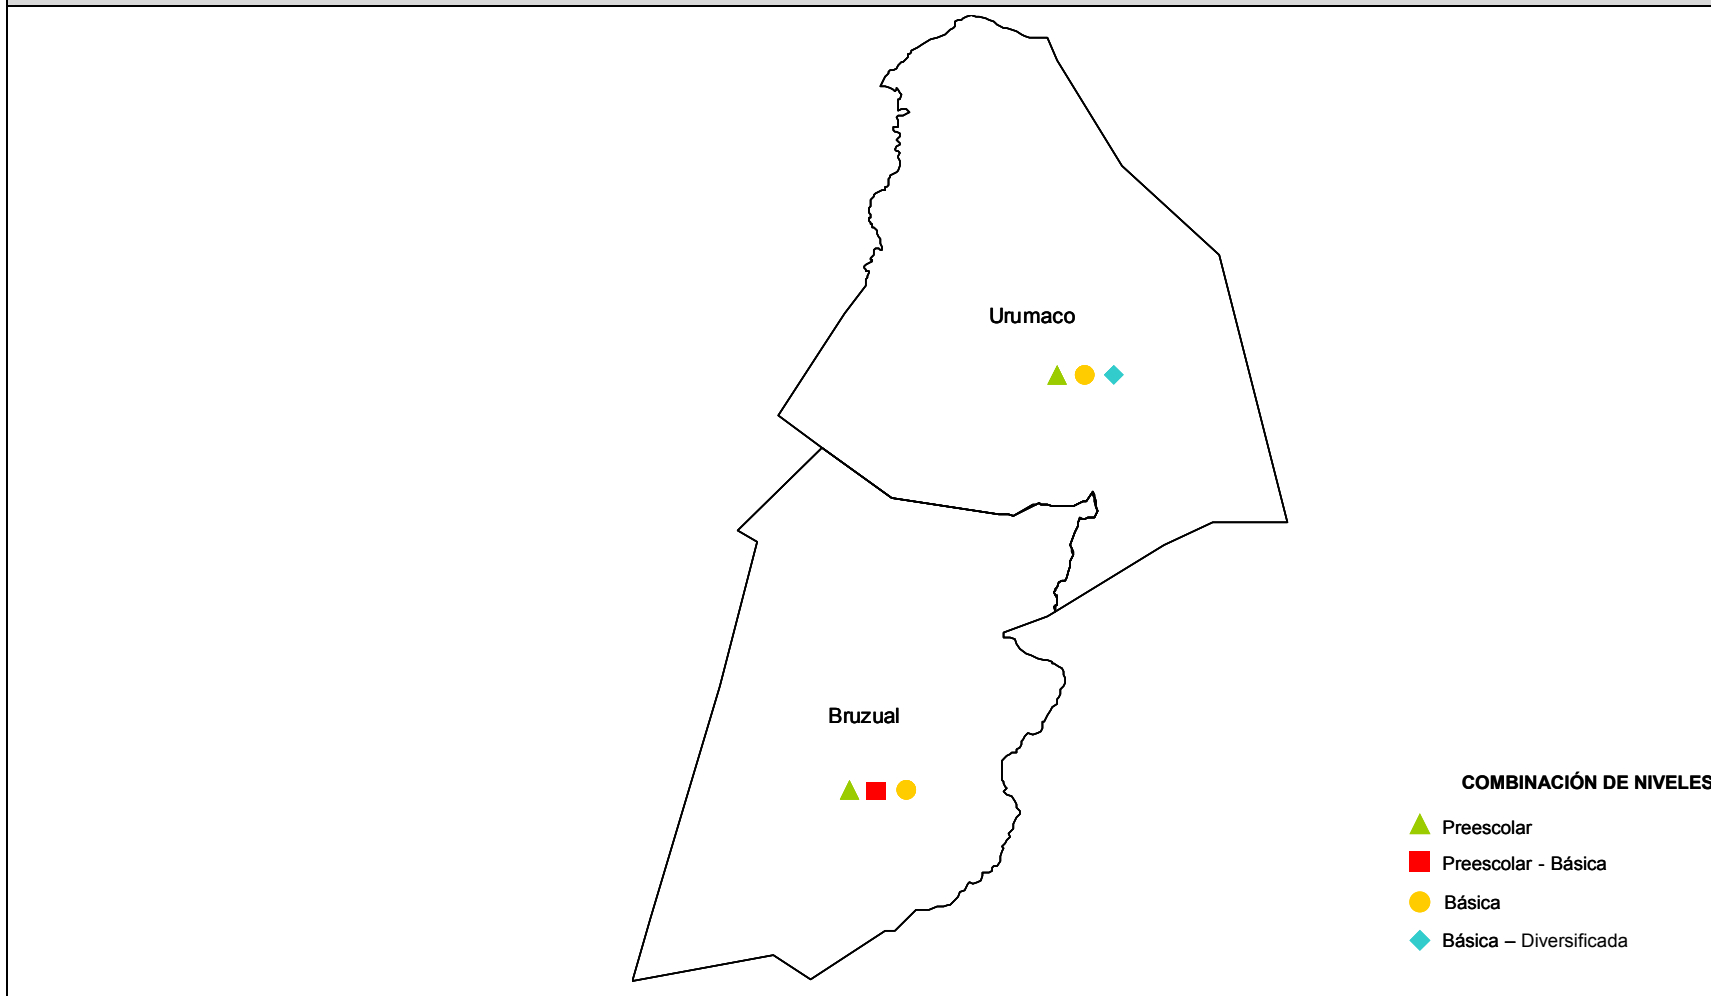 Urumaco
Bruzual
COMBINACIÓN DE NIVELES
Preescolar
Preescolar - Básica
Básica
Básica – Diversificada